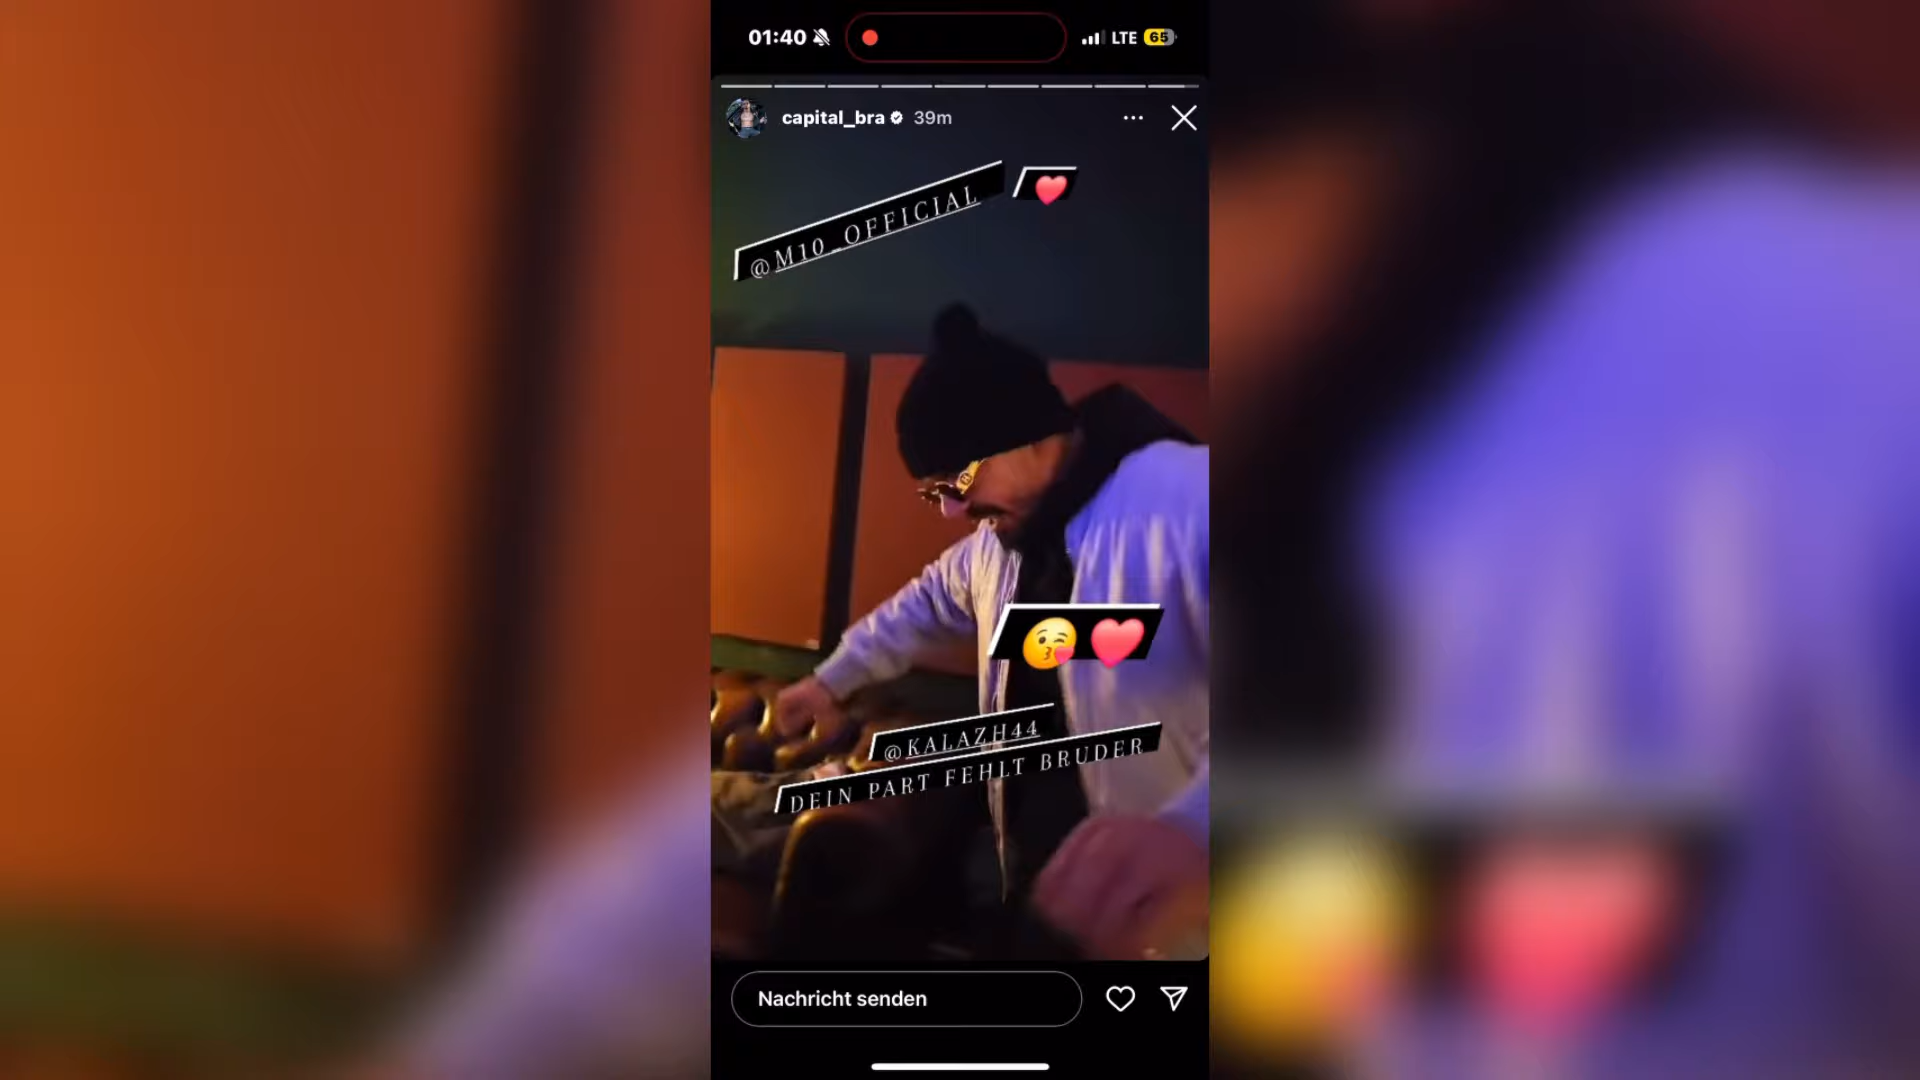 01:40 LTE 65
capital_bra 39m
@M10_OFFICIAL
@KALAZH44
DEIN PART FEHLT BRUDER
Nachricht senden